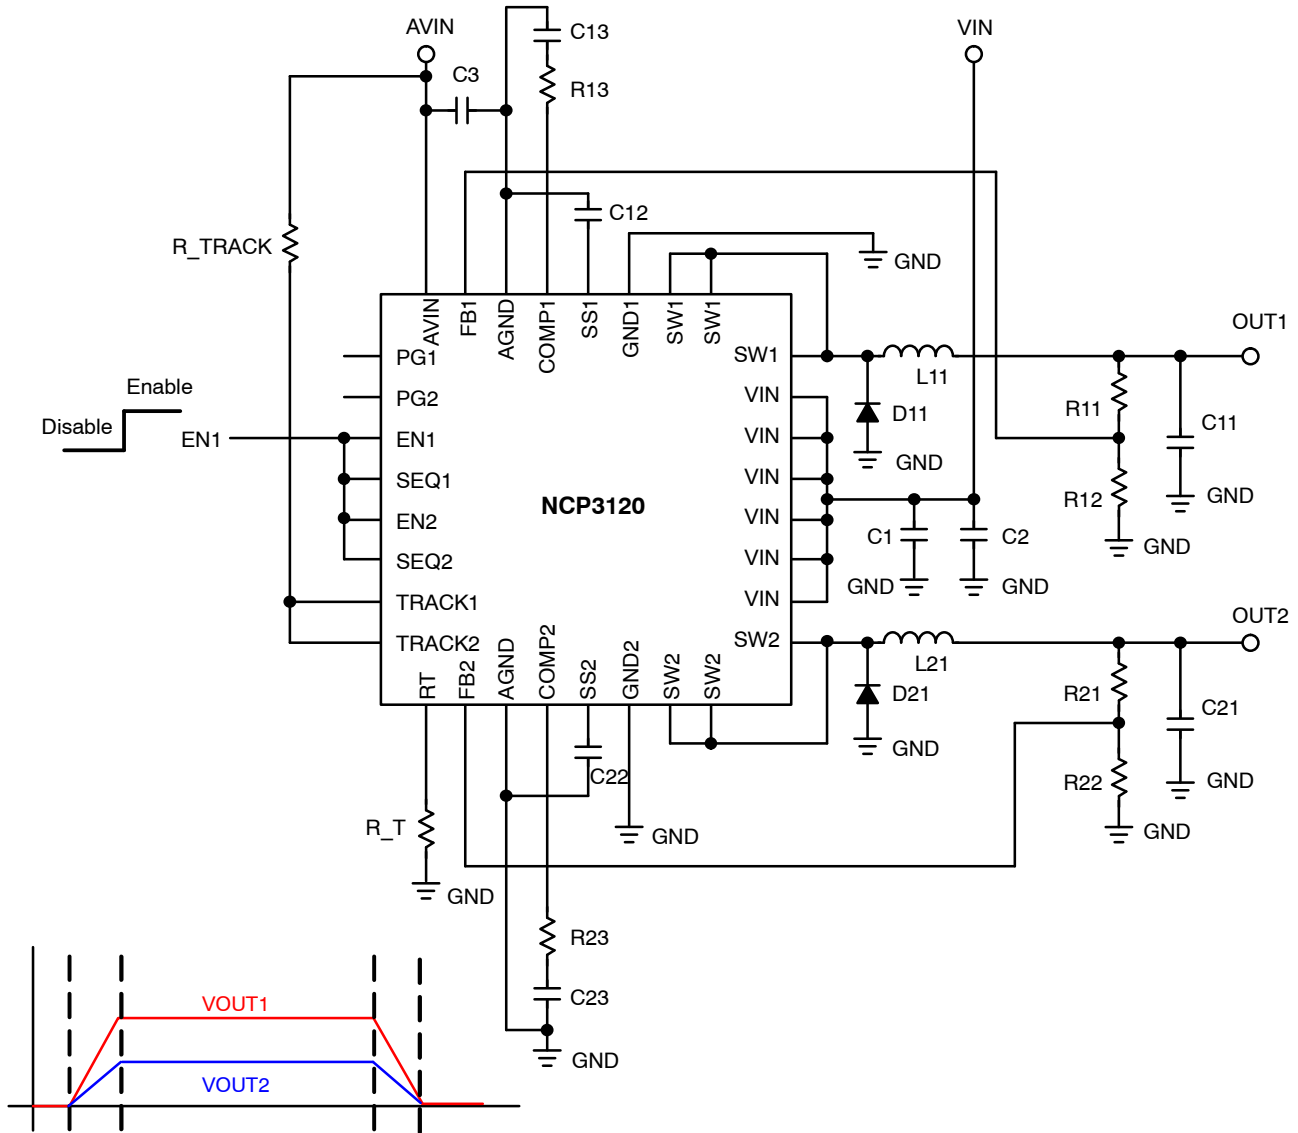 AVIN
VIN
C13
C3
R13
C12
R_TRACK
GND
AVIN
FB1
AGND
COMP1
SS1
GND1
SW1
SW1
OUT1
PG1
SW1
L11
Enable
PG2
VIN
D11
R11
C11
Disable
EN1
EN1
VIN
GND
SEQ1
VIN
R12
GND
NCP3120
EN2
VIN
C1
C2
GND
SEQ2
VIN
GND
GND
TRACK1
VIN
OUT2
TRACK2
SW2
L21
RT
FB2
AGND
COMP2
SS2
GND2
SW2
SW2
D21
R21
C21
GND
C22
R22
GND
R_T
GND
GND
GND
R23
C23
VOUT1
GND
VOUT2